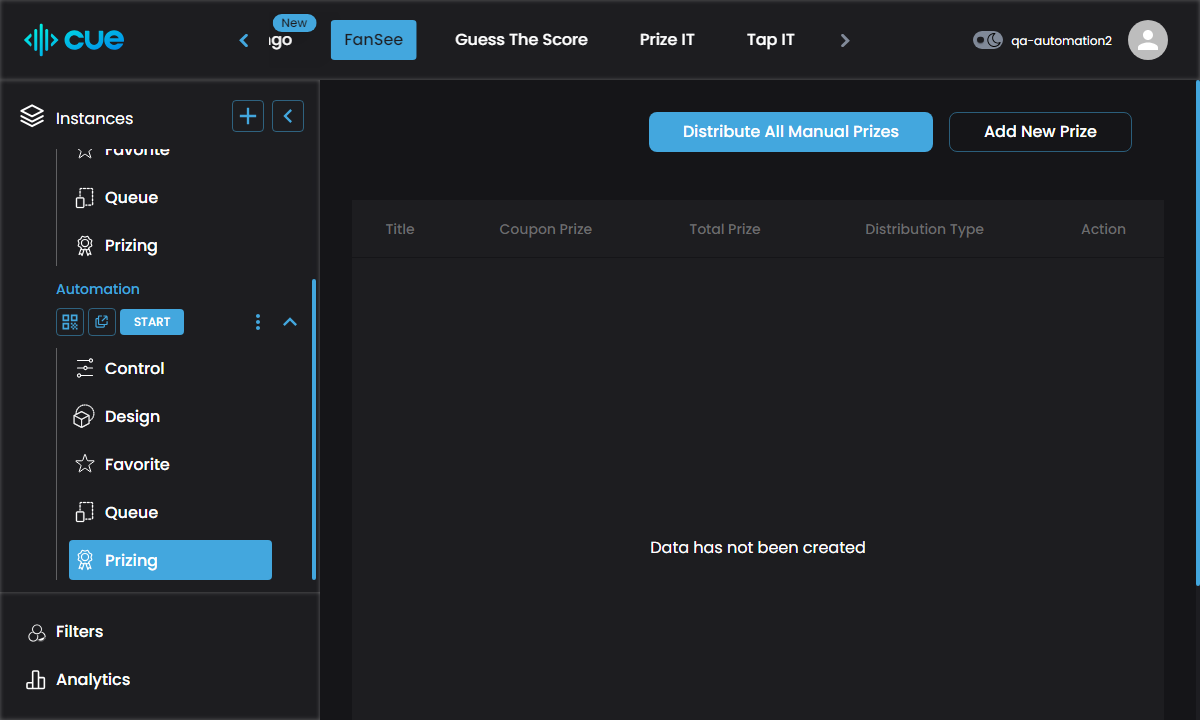 cue
New
FanSee
Guess The Score
Prize IT
Tap IT
qa-automation2
Instances
Favorite
Queue
Prizing
Automation
START
Control
Design
Favorite
Queue
Prizing
Filters
Analytics
Distribute All Manual Prizes
Add New Prize
Title
Coupon Prize
Total Prize
Distribution Type
Action
Data has not been created